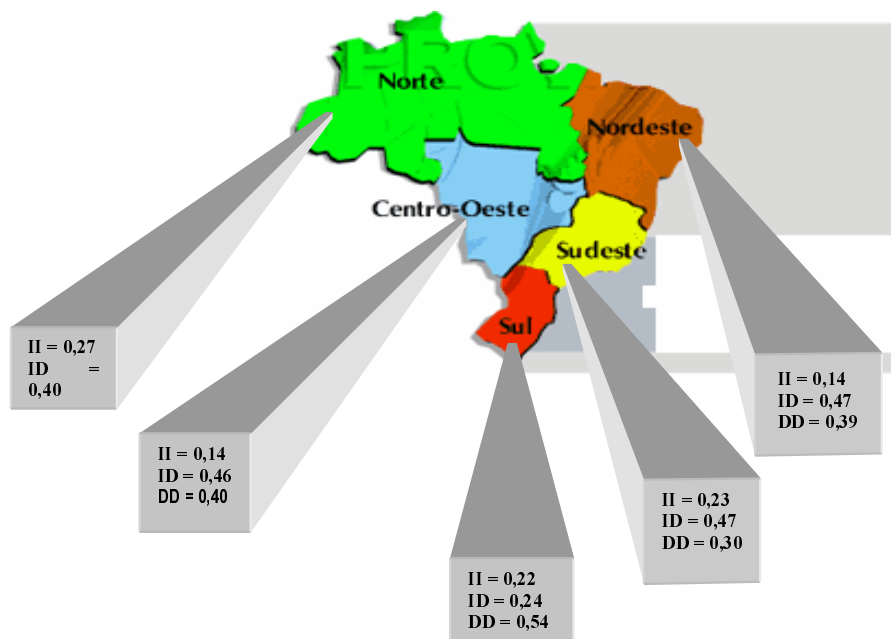 Norte
Nordeste
Centro-Oeste
Sudeste
Sul
II = 0,27
ID =
0,40
II = 0,14
ID = 0,46
DD = 0,40
II = 0,22
ID = 0,24
DD = 0,54
II = 0,23
ID = 0,47
DD = 0,30
II = 0,14
ID = 0,47
DD = 0,39